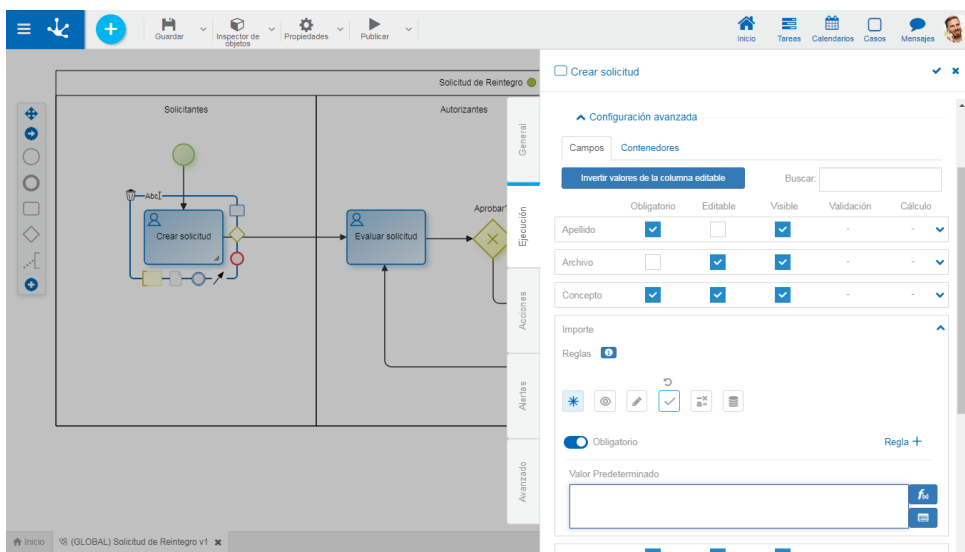 Guardar
Inspector de
objetos
Propiedades
Publicar
Inicio
Tareas
Calendarios
Casos
Mensajes
Solicitud de Reintegro
Solicitantes
Autorizantes
Abc
Crear solicitud
Evaluar solicitud
Aprobar?
General
Ejecución
Acciones
Alertas
Avanzado
Crear solicitud
Configuración avanzada
Campos
Contenedores
Invertir valores de la columna editable
Buscar:
Obligatorio Editable Visible Validación Cálculo
Apellido - -
Archivo - -
Concepto - -
Importe
Reglas
Obligatorio
Regla +
Valor Predeterminado
f(x)
Inicio
(GLOBAL) Solicitud de Reintegro v1